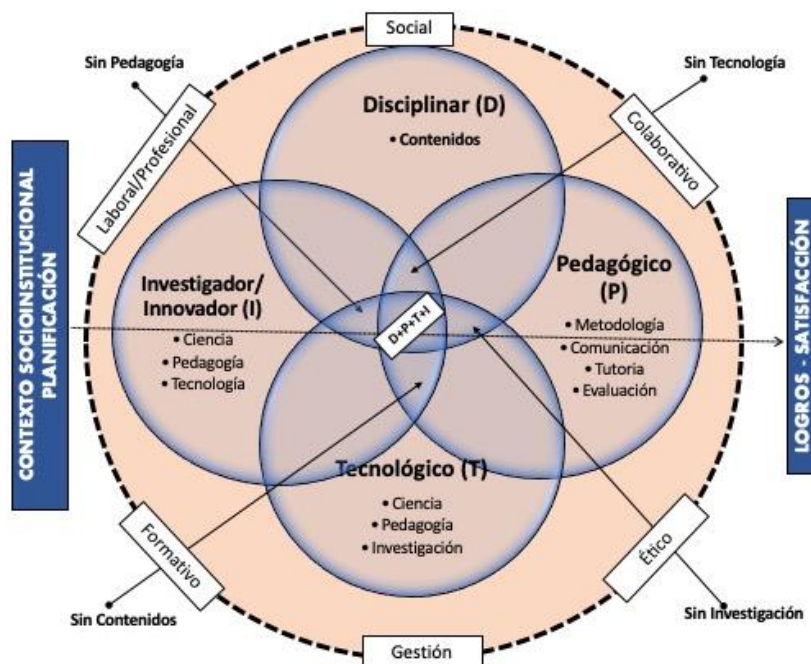 Social
Sin Pedagogía
Sin Tecnología
Disciplinar (D)
• Contenidos
Laboral/Profesional
Colaborativo
CONTEXTO SOCIOINSTITUCIONAL
PLANIFICACIÓN
Investigador/
Innovador (I)
• Ciencia
• Pedagogía
• Tecnología
D+P+T+I
Pedagógico
(P)
• Metodología
• Comunicación
• Tutoria
• Evaluación
LOGROS - SATISFACCIÓN
Tecnológico (T)
• Ciencia
• Pedagogía
• Investigación
Formativo
Ético
Sin Contenidos
Sin Investigación
Gestión